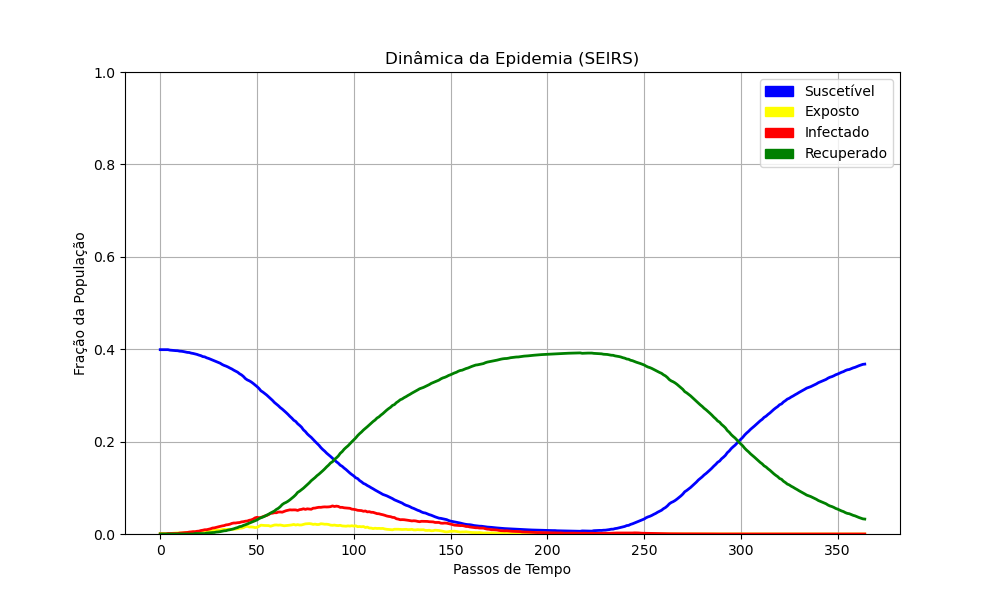 Dinâmica da Epidemia (SEIRS)
1.0
0.8
0.6
0.4
0.2
0.0
Fração da População
Suscetível
Exposto
Infectado
Recuperado
0 50 100 150 200 250 300 350
Passos de Tempo